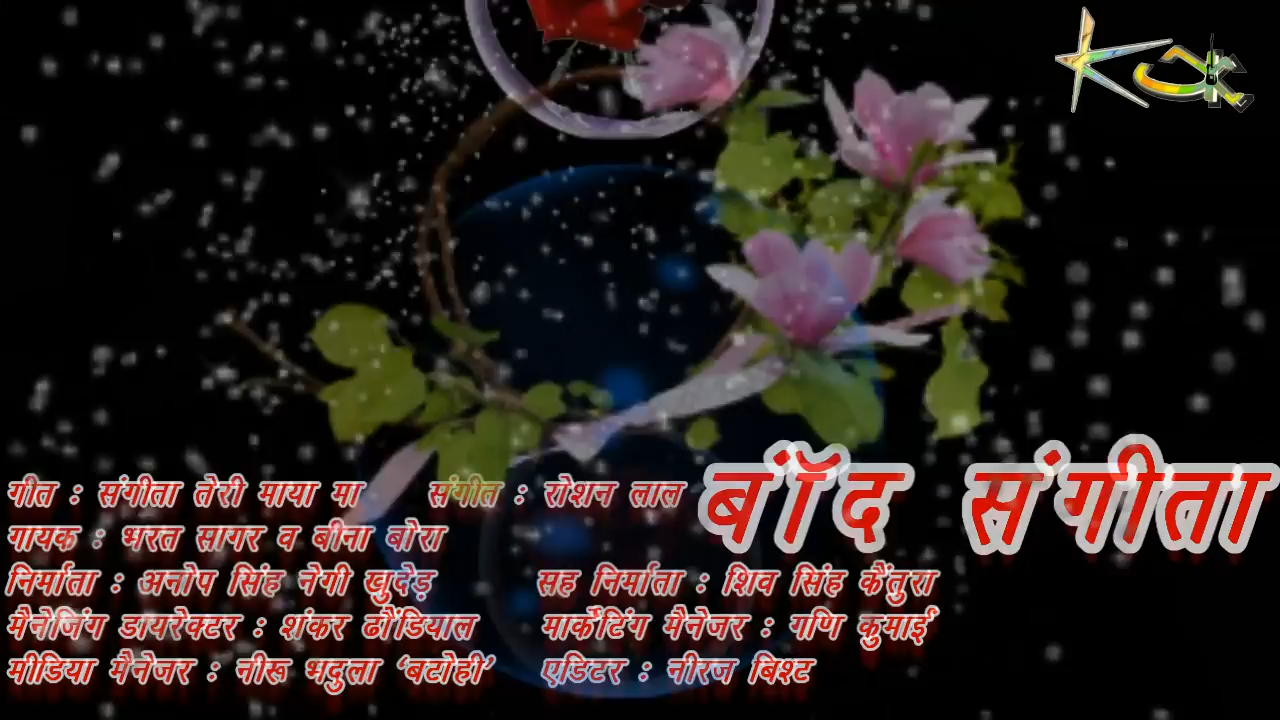 बाँद संगीता
गीत : संगीता तेरी माया मा संगीत : रोशन लाल
गायक : भरत सागर व बीना बोरा
निर्माता : अनोप सिंह नेगी खुदेड़ सह निर्माता : शिव सिंह कैंतुरा
मैनेजिंग डायरेक्टर : शंकर ढौंडियाल मार्केटिंग मैनेजर : गणि कुमाई
मीडिया मैनेजर : नीरू भदुला ‘बटोही’ एडिटर : नीरज बिश्ट